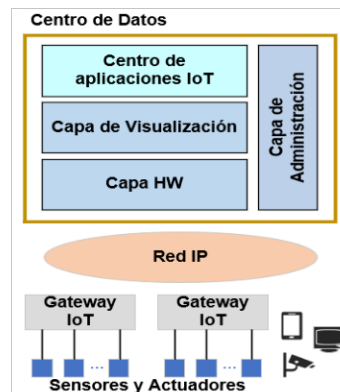 Centro de Datos
Centro de
aplicaciones IoT
Capa de Visualización
Capa HW
Capa de
Administración
Red IP
Gateway
IoT
Gateway
IoT
...
...
Sensores y Actuadores